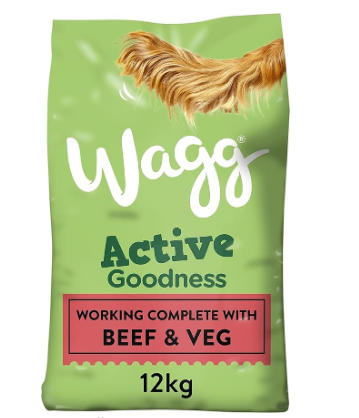 Wagg®
Active
Goodness
WORKING COMPLETE WITH
BEEF & VEG
12kg